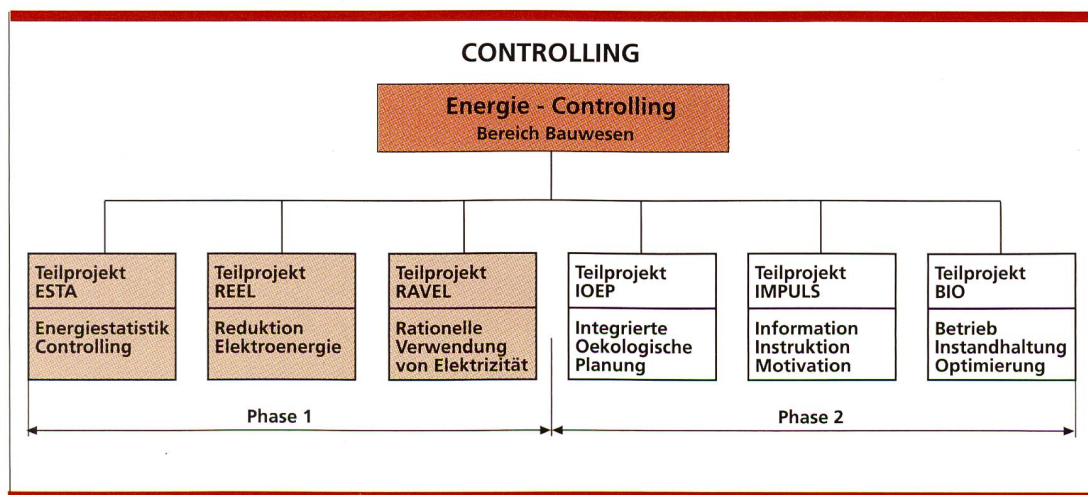 CONTROLLING
Energie - Controlling
Bereich Bauwesen
Teilprojekt
ESTA
Energiestatistik
Controlling
Teilprojekt
REEL
Reduktion
Elektroenergie
Teilprojekt
RAVEL
Rationelle
Verwendung
von Elektrizität
Teilprojekt
IOEP
Integrierte
Oekologische
Planung
Teilprojekt
IMPULS
Information
Instruktion
Motivation
Teilprojekt
BIO
Betrieb
Instandhaltung
Optimierung
Phase 1
Phase 2